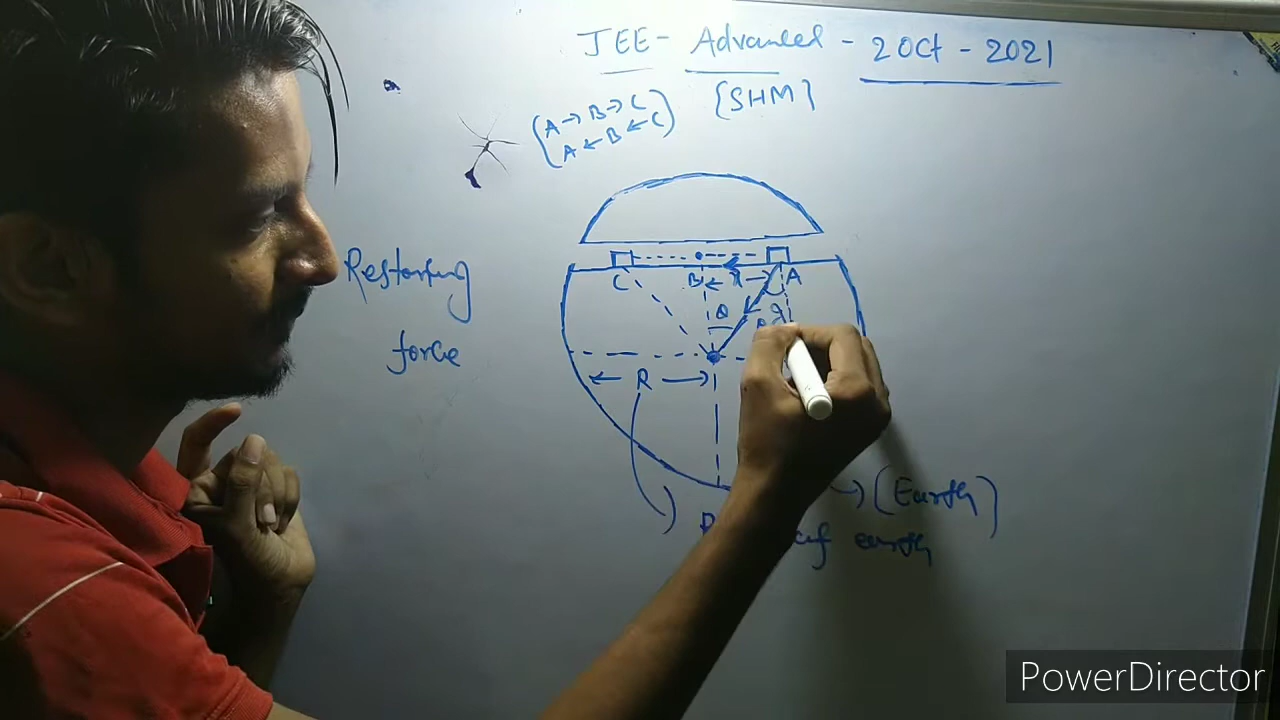 JEE - Advanced - 2 Oct - 2021
{SHM}
(A → B → C
A ← B ← C)
Restoring
force
C B x A
θ g
R
→ (Earth)
of earth
PowerDirector